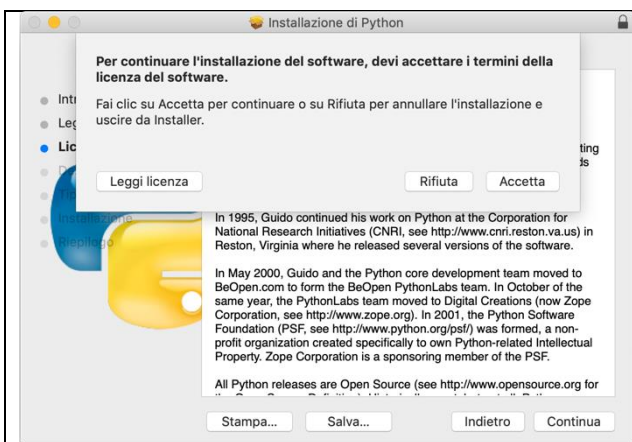 Installazione di Python
Per continuare l'installazione del software, devi accettare i termini della
licenza del software.
Fai clic su Accetta per continuare o su Rifiuta per annullare l'installazione e
uscire da Installer.
Leggi licenza
Rifiuta
Accetta
Lic
Installazione
Riepilogo
ting
ds
In 1995, Guido continued his work on Python at the Corporation for
National Research Initiatives (CNRI, see http://www.cnri.reston.va.us) in
Reston, Virginia where he released several versions of the software.
In May 2000, Guido and the Python core development team moved to
BeOpen.com to form the BeOpen PythonLabs team. In October of the
same year, the PythonLabs team moved to Digital Creations (now Zope
Corporation, see http://www.zope.org). In 2001, the Python Software
Foundation (PSF, see http://www.python.org/psf/) was formed, a non-
profit organization created specifically to own Python-related Intellectual
Property. Zope Corporation is a sponsoring member of the PSF.
All Python releases are Open Source (see http://www.opensource.org for
Stampa...
Salva...
Indietro
Continua